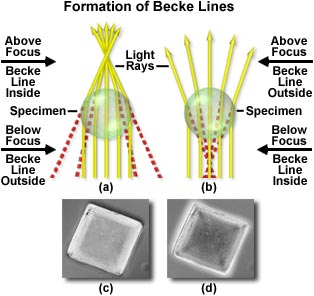 Formation of Becke Lines
Above
Focus
Becke
Line
Inside
Light
Rays
Above
Focus
Becke
Line
Outside
Specimen
Specimen
Below
Focus
Becke
Line
Outside
Below
Focus
Becke
Line
Inside
(a)
(b)
(c)
(d)